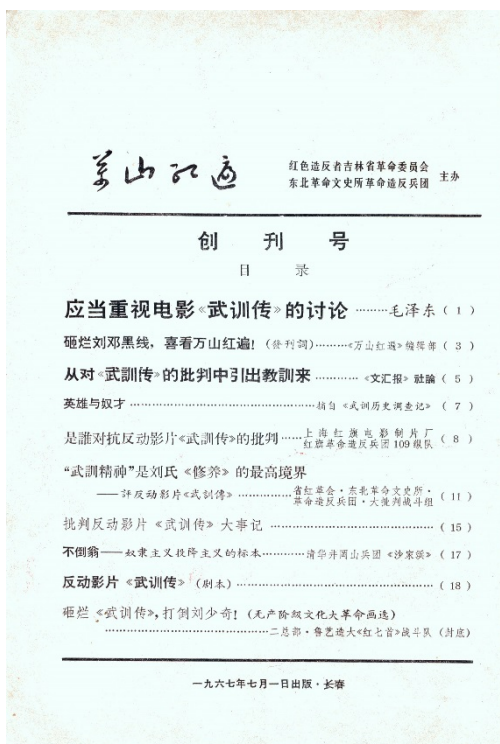 万山红遍
红色造反者吉林省革命委员会
东北革命文史所革命造反兵团 主办
创刊号
目录
应当重视电影《武训传》的讨论………毛泽东（1）
砸烂刘邓黑线，喜看万山红遍！（发刊詞）………《万山红遍》编辑部（3）
从对《武訓传》的批判中引出教訓来…………《文汇报》社論（5）
英雄与奴才………………………………摘自《武训历史调查记》（7）
是誰对抗反动影片《武訓传》的批判……上海红旗电影制片厂
红旗革命造反兵团109纵队（8）
“武訓精神”是刘氏《修养》的最高境界
——評反动影片《武訓傳》……………省红革会·东北革命文史所·
革命造反兵团·大批判战斗组（11）
批判反动影片《武训传》大事记………………………………（15）
不倒翁——奴隶主义投降主义的标本…………清华井冈山兵团《沙家浜》（17）
反动影片《武训传》（剧本）………………………………………（18）
砸烂《武训传》，打倒刘少奇！（无产阶级文化大革命画选）
………………………………二总部·鲁艺造大《红七首》战斗队（封底）
一九六七年七月一日出版·长春